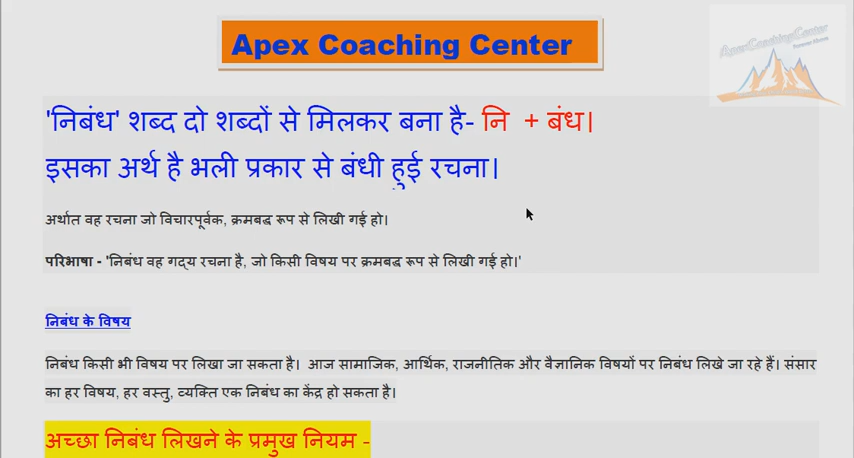 Apex Coaching Center
ApexCoachingCenter
'निबंध' शब्द दो शब्दों से मिलकर बना है- नि + बंध।
इसका अर्थ है भली प्रकार से बंधी हुई रचना।
अर्थात वह रचना जो विचारपूर्वक, क्रमबद्ध रूप से लिखी गई हो।
परिभाषा - 'निबंध वह गद्य रचना है, जो किसी विषय पर क्रमबद्ध रूप से लिखी गई हो।'
निबंध के विषय
निबंध किसी भी विषय पर लिखा जा सकता है। आज सामाजिक, आर्थिक, राजनीतिक और वैज्ञानिक विषयों पर निबंध लिखे जा रहे हैं। संसार
का हर विषय, हर वस्तु, व्यक्ति एक निबंध का केंद्र हो सकता है।
अच्छा निबंध लिखने के प्रमुख नियम -